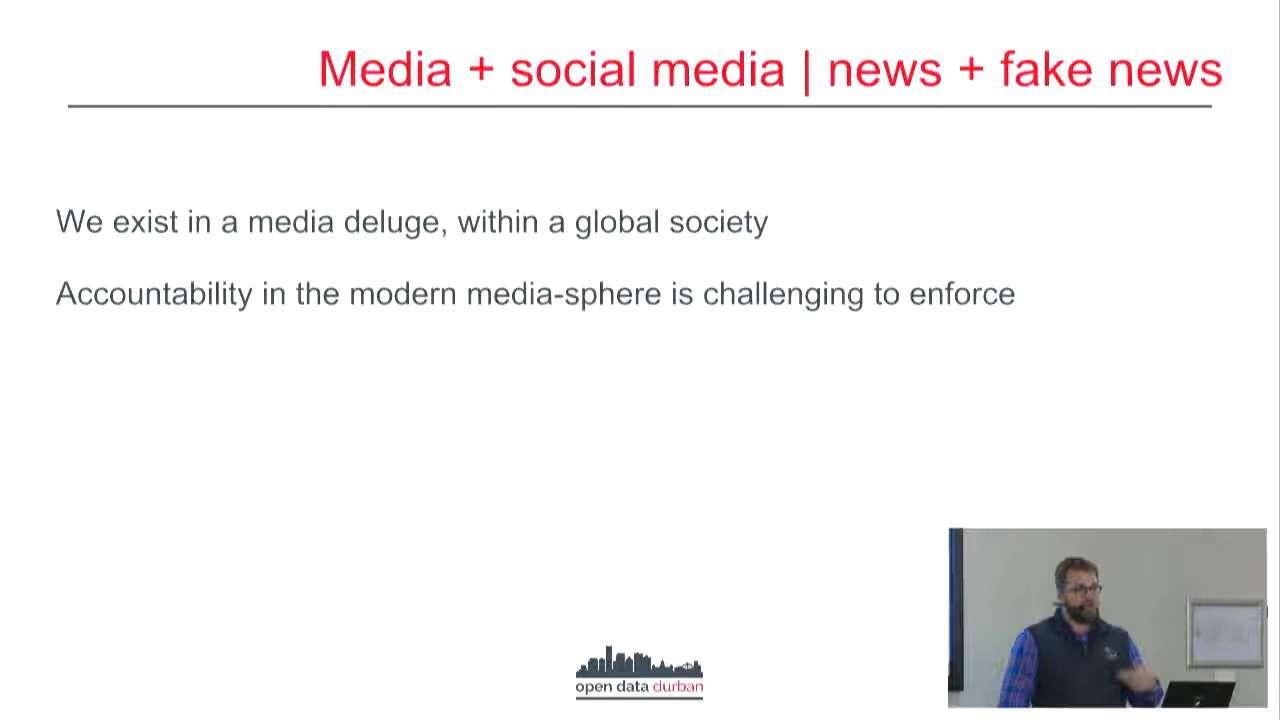 Media + social media | news + fake news
We exist in a media deluge, within a global society
Accountability in the modern media-sphere is challenging to enforce
open data durban